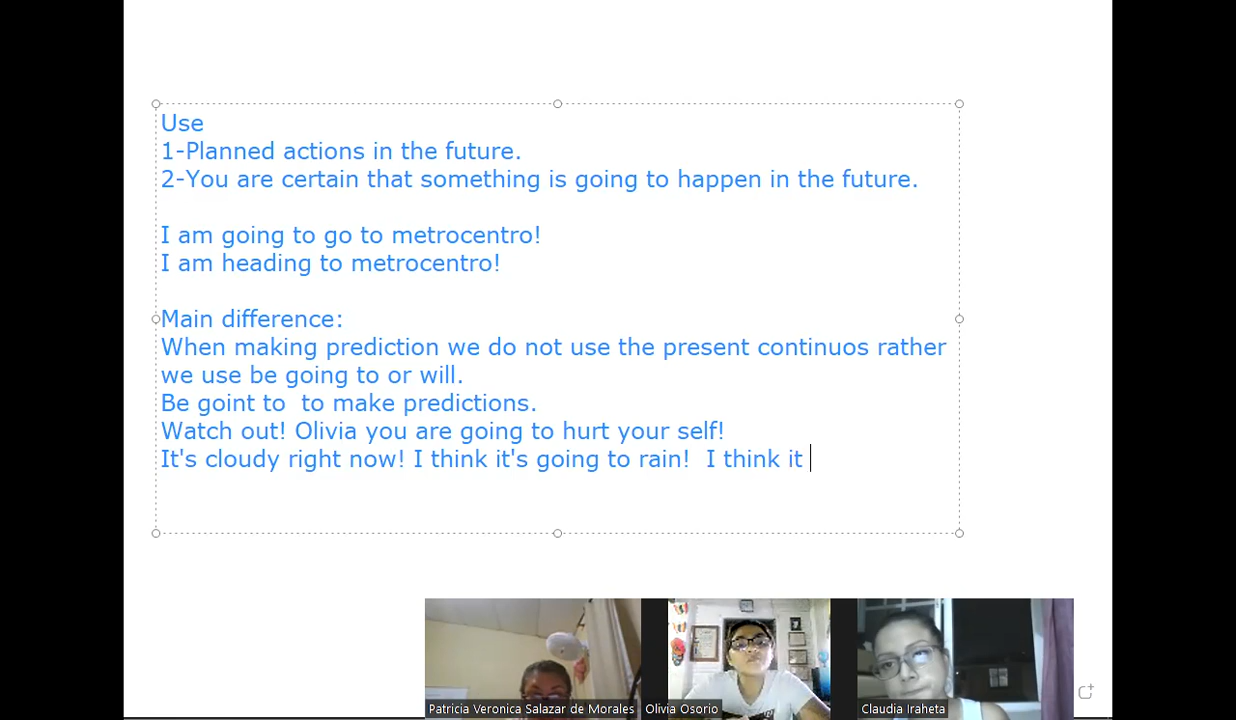 Use
1-Planned actions in the future.
2-You are certain that something is going to happen in the future.
I am going to go to metrocentro!
I am heading to metrocentro!
Main difference:
When making prediction we do not use the present continuos rather
we use be going to or will.
Be goint to  to make predictions.
Watch out! Olivia you are going to hurt your self!
It's cloudy right now! I think it's going to rain!  I think it
Patricia Veronica Salazar de Morales
Olivia Osorio
Claudia Iraheta